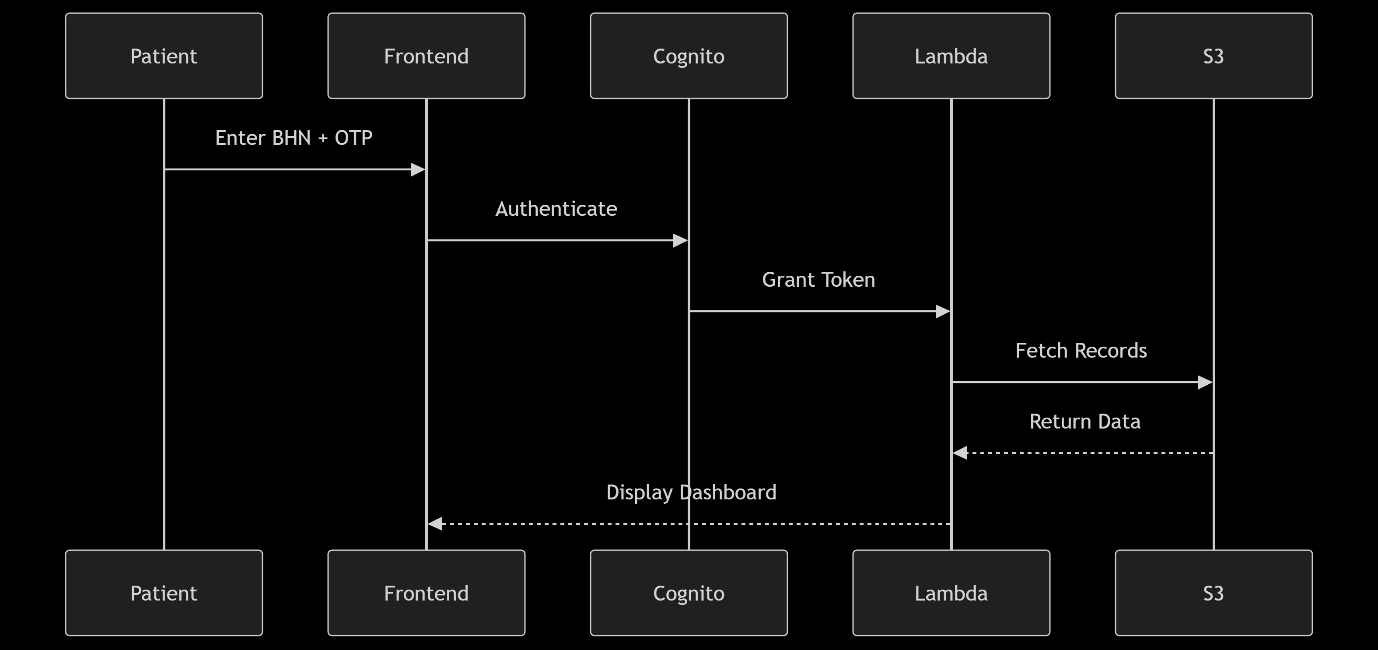 Patient
Frontend
Cognito
Lambda
S3
Enter BHN + OTP
Authenticate
Grant Token
Fetch Records
Return Data
Display Dashboard
Patient
Frontend
Cognito
Lambda
S3